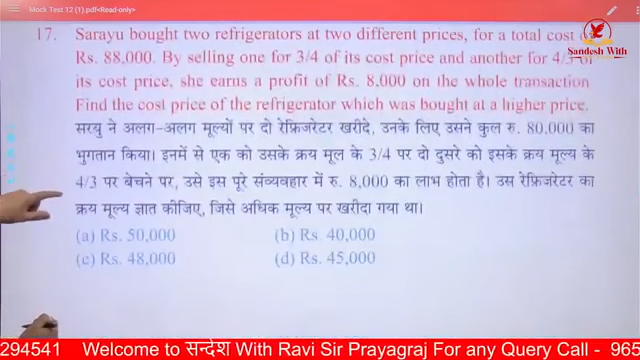 Mock Test 12 (1).pdf<Read-only>
17. Sarayu bought two refrigerators at two different prices, for a total cost
Rs. 88,000. By selling one for 3/4 of its cost price and another for 4/3 of
its cost price, she earns a profit of Rs. 8,000 on the whole transaction
Find the cost price of the refrigerator which was bought at a higher price.
Sandesh With
सरयु ने अलग-अलग मूल्यों पर दो रेफ्रिजरेटर खरीदे, उनके लिए उसने कुल रु. 80,000 का
भुगतान किया। इनमें से एक को उसके क्रय मूल के 3/4 पर दो दुसरे को इसके क्रय मूल्य के
4/3 पर बेचने पर, उसे इस पूरे संव्यवहार में रु. 8,000 का लाभ होता है। उस रेफ्रिजरेटर का
क्रय मूल्य ज्ञात कीजिए, जिसे अधिक मूल्य पर खरीदा गया था।
(a) Rs. 50,000 (b) Rs. 40,000
(c) Rs. 48,000 (d) Rs. 45,000
294541 Welcome to सन्देश With Ravi Sir Prayagraj For any Query Call - 965